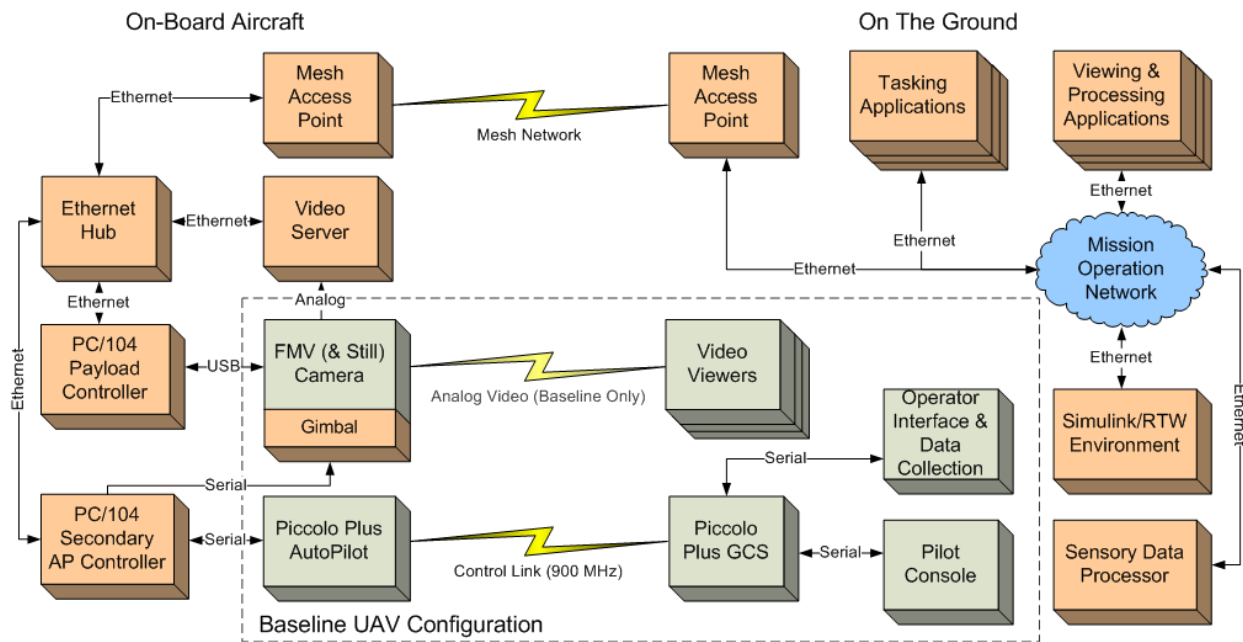 On-Board Aircraft
On The Ground
Mesh
Access
Point
Mesh
Access
Point
Tasking
Applications
Viewing &
Processing
Applications
Ethernet
Mesh Network
Ethernet
Ethernet
Hub
Ethernet
Video
Server
Ethernet
Ethernet
Mission
Operation
Network
Ethernet
Analog
PC/104
Payload
Controller
USB
FMV (& Still)
Camera
Gimbal
Analog Video (Baseline Only)
Video
Viewers
Operator
Interface &
Data
Collection
Ethernet
Simulink/RTW
Environment
Ethernet
Ethernet
Serial
Serial
PC/104
Secondary
AP Controller
Serial
Piccolo Plus
AutoPilot
Control Link (900 MHz)
Piccolo
Plus GCS
Serial
Pilot
Console
Sensory Data
Processor
Baseline UAV Configuration